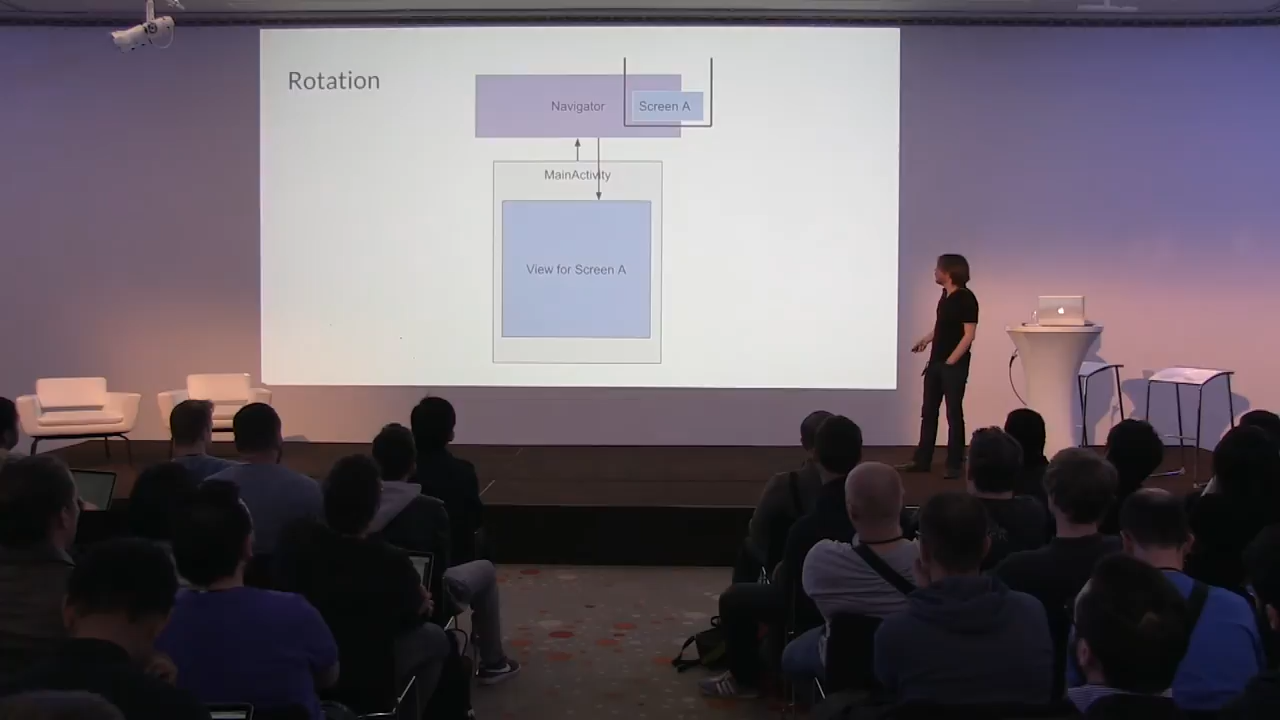 Rotation
Navigator
Screen A
MainActivity
View for Screen A